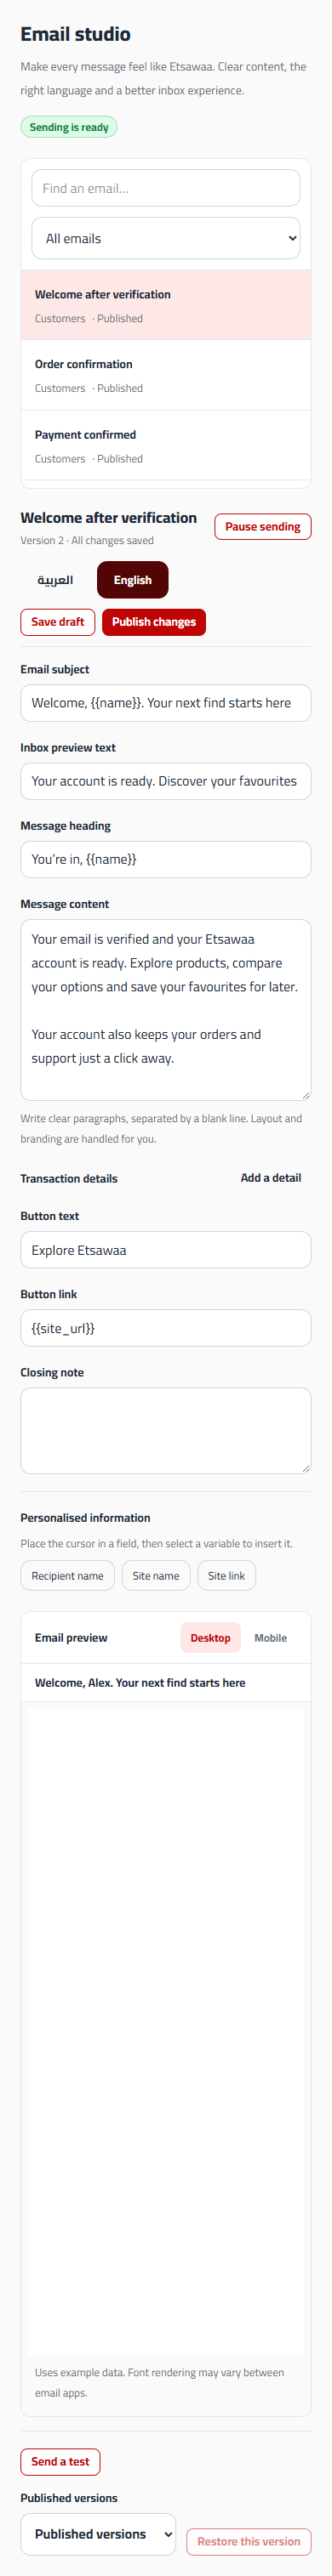 Email studio
Make every message feel like Etsawaa. Clear content, the
right language and a better inbox experience.
Sending is ready
Find an email...
All emails
Welcome after verification
Customers · Published
Order confirmation
Customers · Published
Payment confirmed
Customers · Published
Welcome after verification
Pause sending
Version 2 · All changes saved
العربية
English
Save draft
Publish changes
Email subject
Welcome, {{name}}. Your next find starts here
Inbox preview text
Your account is ready. Discover your favourites
Message heading
You're in, {{name}}
Message content
Your email is verified and your Etsawaa
account is ready. Explore products, compare
your options and save your favourites for later.
Your account also keeps your orders and
support just a click away.
Write clear paragraphs, separated by a blank line. Layout and
branding are handled for you.
Transaction details
Add a detail
Button text
Explore Etsawaa
Button link
{{site_url}}
Closing note
Personalised information
Place the cursor in a field, then select a variable to insert it.
Recipient name
Site name
Site link
Email preview
Desktop
Mobile
Welcome, Alex. Your next find starts here
Uses example data. Font rendering may vary between
email apps.
Send a test
Published versions
Published versions
Restore this version